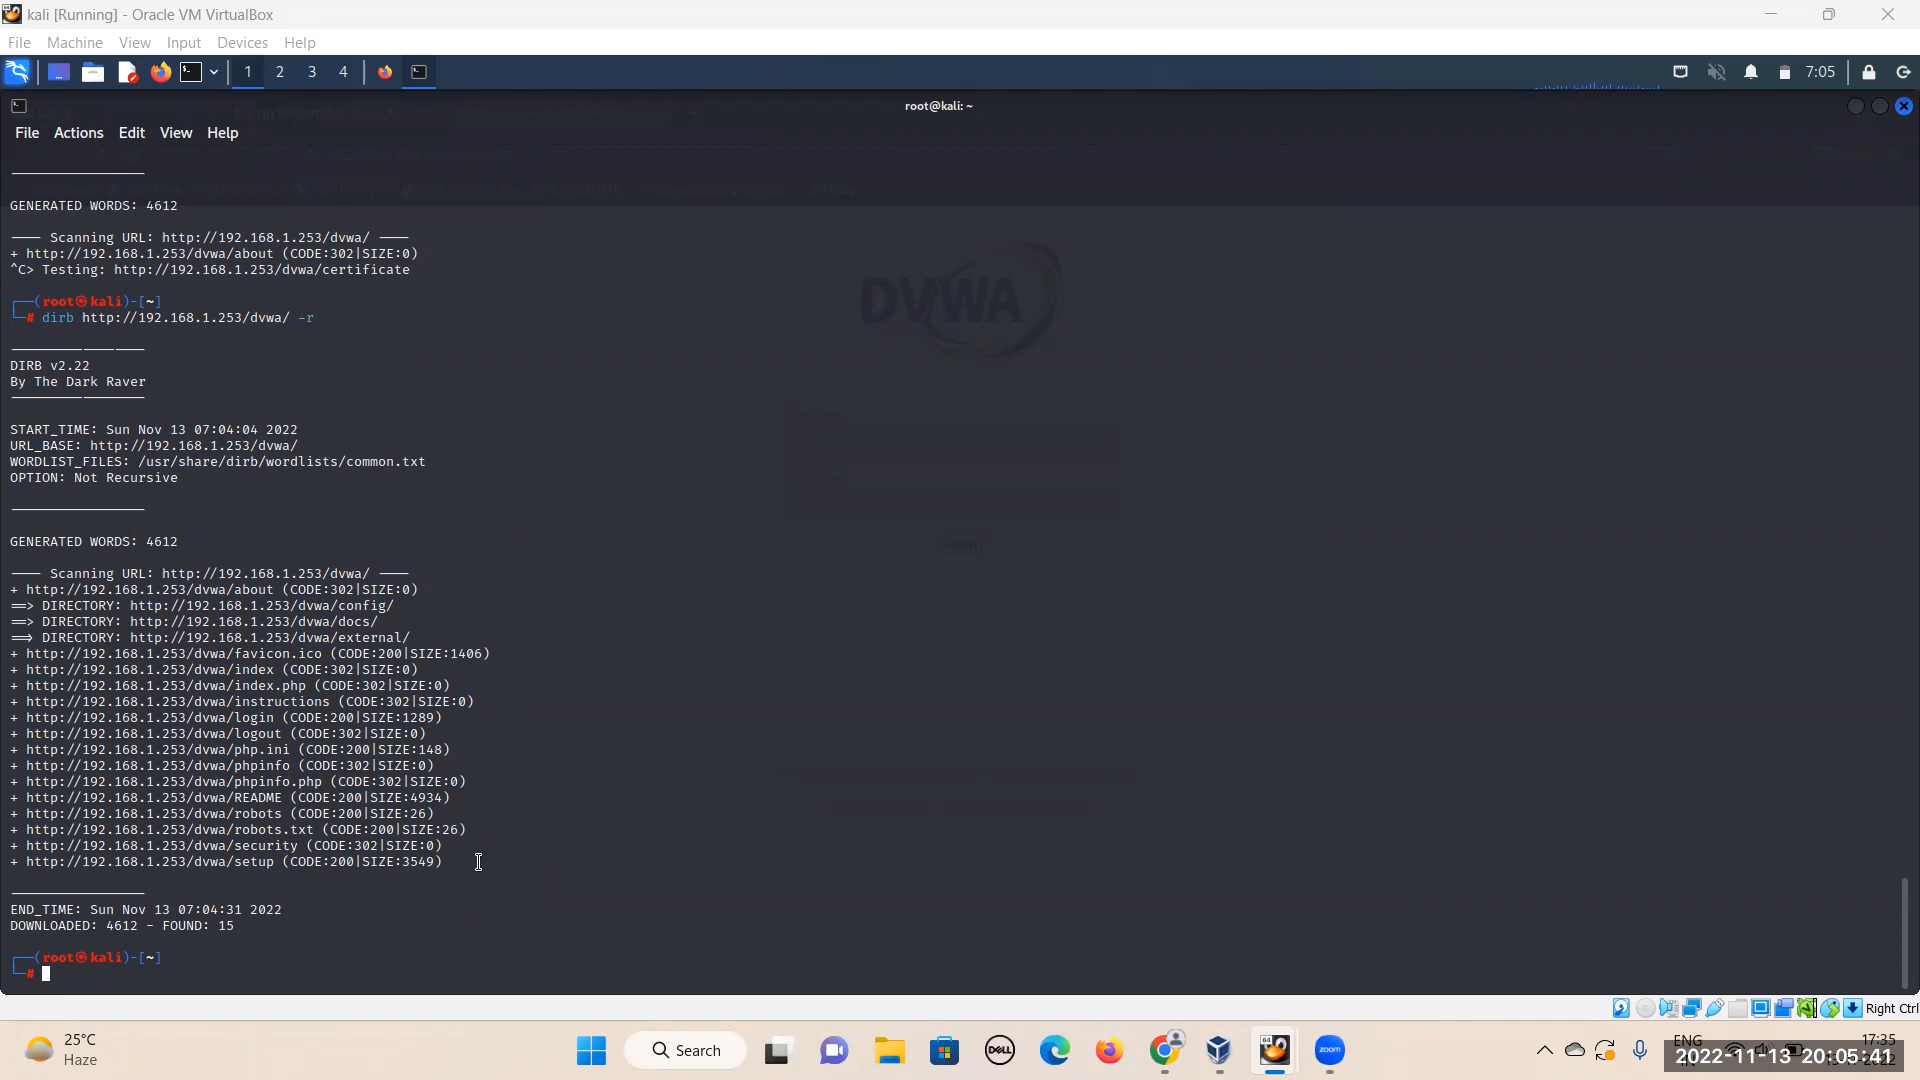 kali [Running] - Oracle VM VirtualBox
File Machine View Input Devices Help
1 2 3 4 7:05
root@kali: ~
File Actions Edit View Help
GENERATED WORDS: 4612
---- Scanning URL: http://192.168.1.253/dvwa/ ----
+ http://192.168.1.253/dvwa/about (CODE:302|SIZE:0)
^C> Testing: http://192.168.1.253/dvwa/certificate
┌──(root㉿kali)-[~]
└─# dirb http://192.168.1.253/dvwa/ -r
-----------------
DIRB v2.22
By The Dark Raver
-----------------
START_TIME: Sun Nov 13 07:04:04 2022
URL_BASE: http://192.168.1.253/dvwa/
WORDLIST_FILES: /usr/share/dirb/wordlists/common.txt
OPTION: Not Recursive
-----------------
GENERATED WORDS: 4612
---- Scanning URL: http://192.168.1.253/dvwa/ ----
+ http://192.168.1.253/dvwa/about (CODE:302|SIZE:0)
==> DIRECTORY: http://192.168.1.253/dvwa/config/
==> DIRECTORY: http://192.168.1.253/dvwa/docs/
==> DIRECTORY: http://192.168.1.253/dvwa/external/
+ http://192.168.1.253/dvwa/favicon.ico (CODE:200|SIZE:1406)
+ http://192.168.1.253/dvwa/index (CODE:302|SIZE:0)
+ http://192.168.1.253/dvwa/index.php (CODE:302|SIZE:0)
+ http://192.168.1.253/dvwa/instructions (CODE:302|SIZE:0)
+ http://192.168.1.253/dvwa/login (CODE:200|SIZE:1289)
+ http://192.168.1.253/dvwa/logout (CODE:302|SIZE:0)
+ http://192.168.1.253/dvwa/php.ini (CODE:200|SIZE:148)
+ http://192.168.1.253/dvwa/phpinfo (CODE:302|SIZE:0)
+ http://192.168.1.253/dvwa/phpinfo.php (CODE:302|SIZE:0)
+ http://192.168.1.253/dvwa/README (CODE:200|SIZE:4934)
+ http://192.168.1.253/dvwa/robots (CODE:200|SIZE:26)
+ http://192.168.1.253/dvwa/robots.txt (CODE:200|SIZE:26)
+ http://192.168.1.253/dvwa/security (CODE:302|SIZE:0)
+ http://192.168.1.253/dvwa/setup (CODE:200|SIZE:3549)
-----------------
END_TIME: Sun Nov 13 07:04:31 2022
DOWNLOADED: 4612 - FOUND: 15
┌──(root㉿kali)-[~]
└─#
DVWA
Right Ctrl
25°C
Haze
Search
DELL
zoom
ENG
17:35
2022-11-13 20:05:41